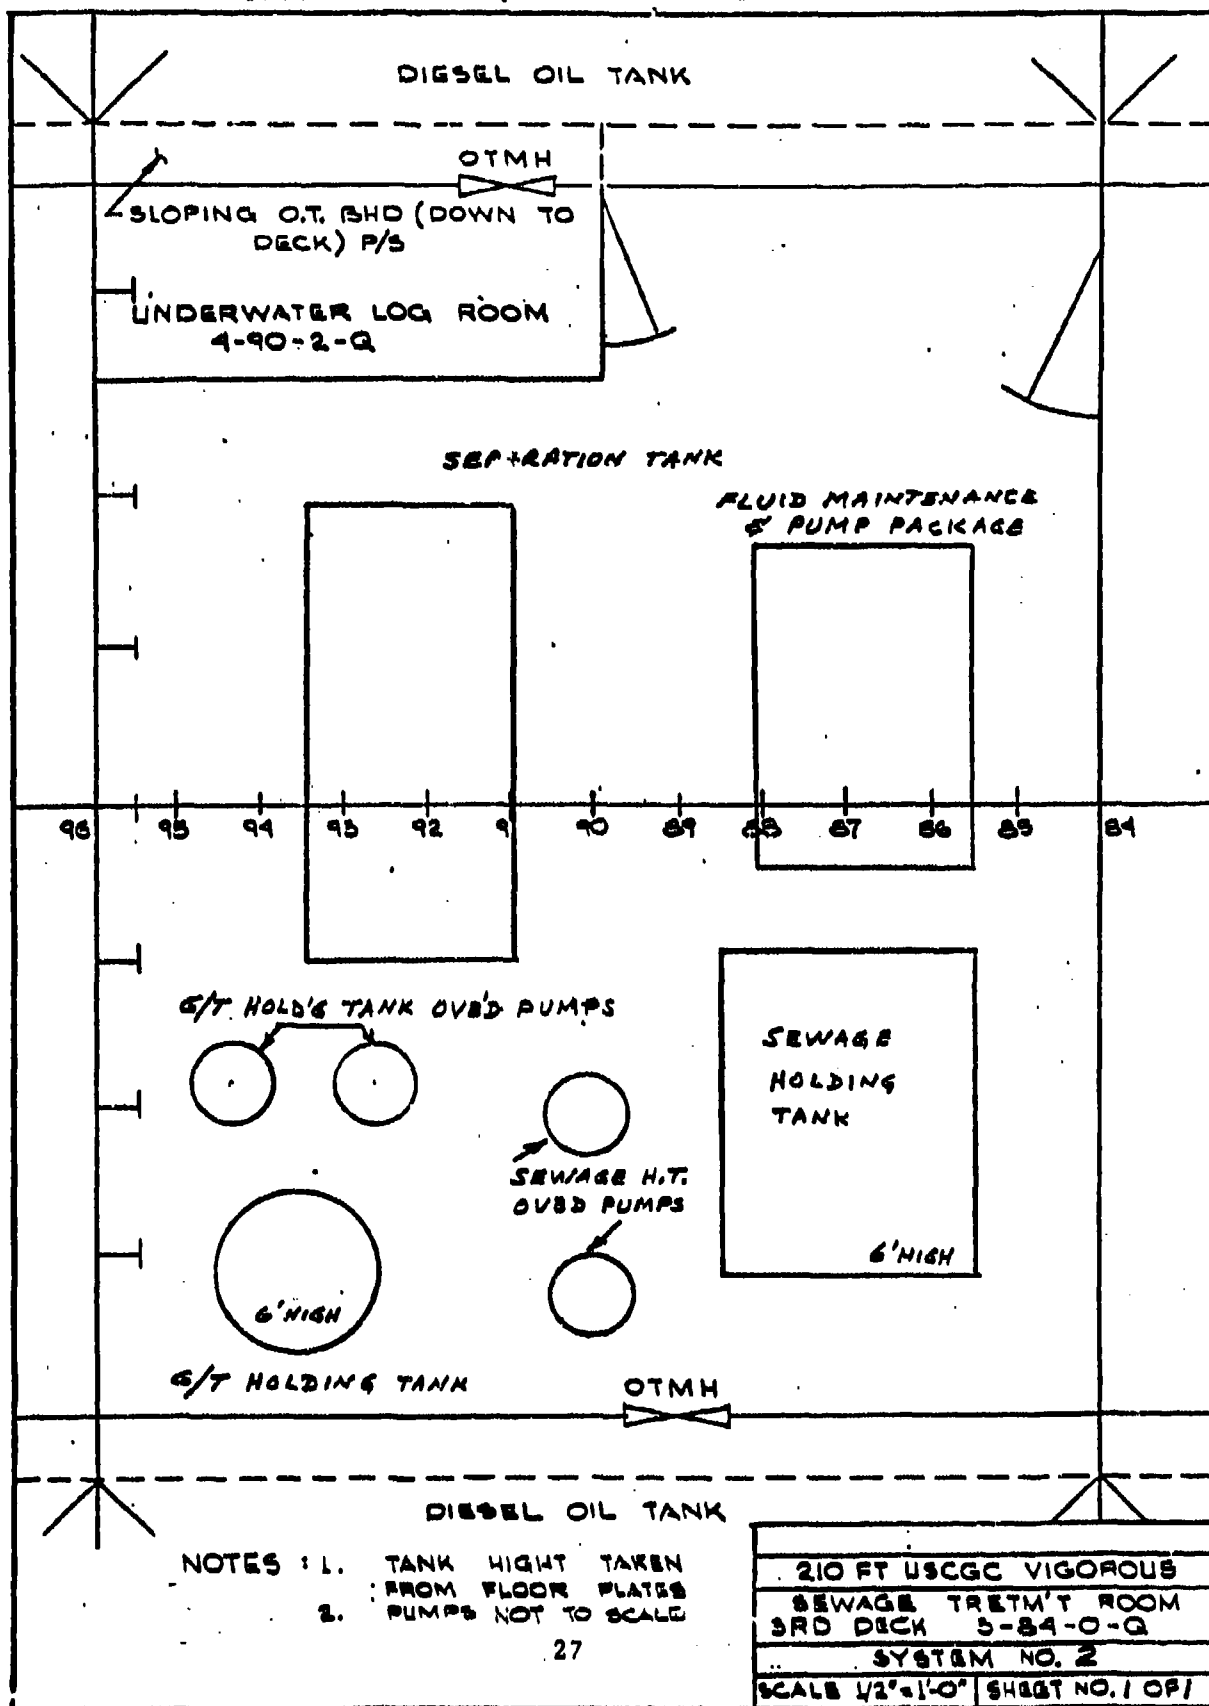 DIESEL OIL TANK
OTMH
SLOPING O.T. BHD (DOWN TO
DECK) P/S
UNDERWATER LOG ROOM
4-90-2-Q
SEPARATION TANK
FLUID MAINTENANCE
& PUMP PACKAGE
96 95 94 93 92 91 90 89 88 87 86 85 84
G/T HOLD'G TANK OVB'D PUMPS
SEWAGE
HOLDING
TANK
SEWAGE H.T.
OVBD PUMPS
6' HIGH
6' HIGH
G/T HOLDING TANK
OTMH
DIESEL OIL TANK
NOTES : 1. TANK HIGHT TAKEN
FROM FLOOR PLATES
2. PUMPS NOT TO SCALE
27
210 FT USCGC VIGOROUS
SEWAGE TRETM'T ROOM
3RD DECK 3-84-0-Q
SYSTEM NO. 2
SCALE 1/2"=1'-0" SHEET NO. 1 OF 1